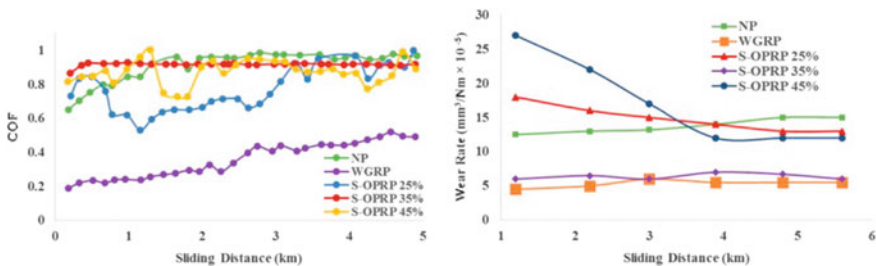 COF
1
0.8
0.6
0.4
0.2
0
0 1 2 3 4 5
Sliding Distance (km)
NP
WGRP
S-OPRP 25%
S-OPRP 35%
S-OPRP 45%
Wear Rate (mm³/Nm × 10⁻⁵)
30
25
20
15
10
5
0
1 2 3 4 5 6
Sliding Distance (km)
NP
WGRP
S-OPRP 25%
S-OPRP 35%
S-OPRP 45%